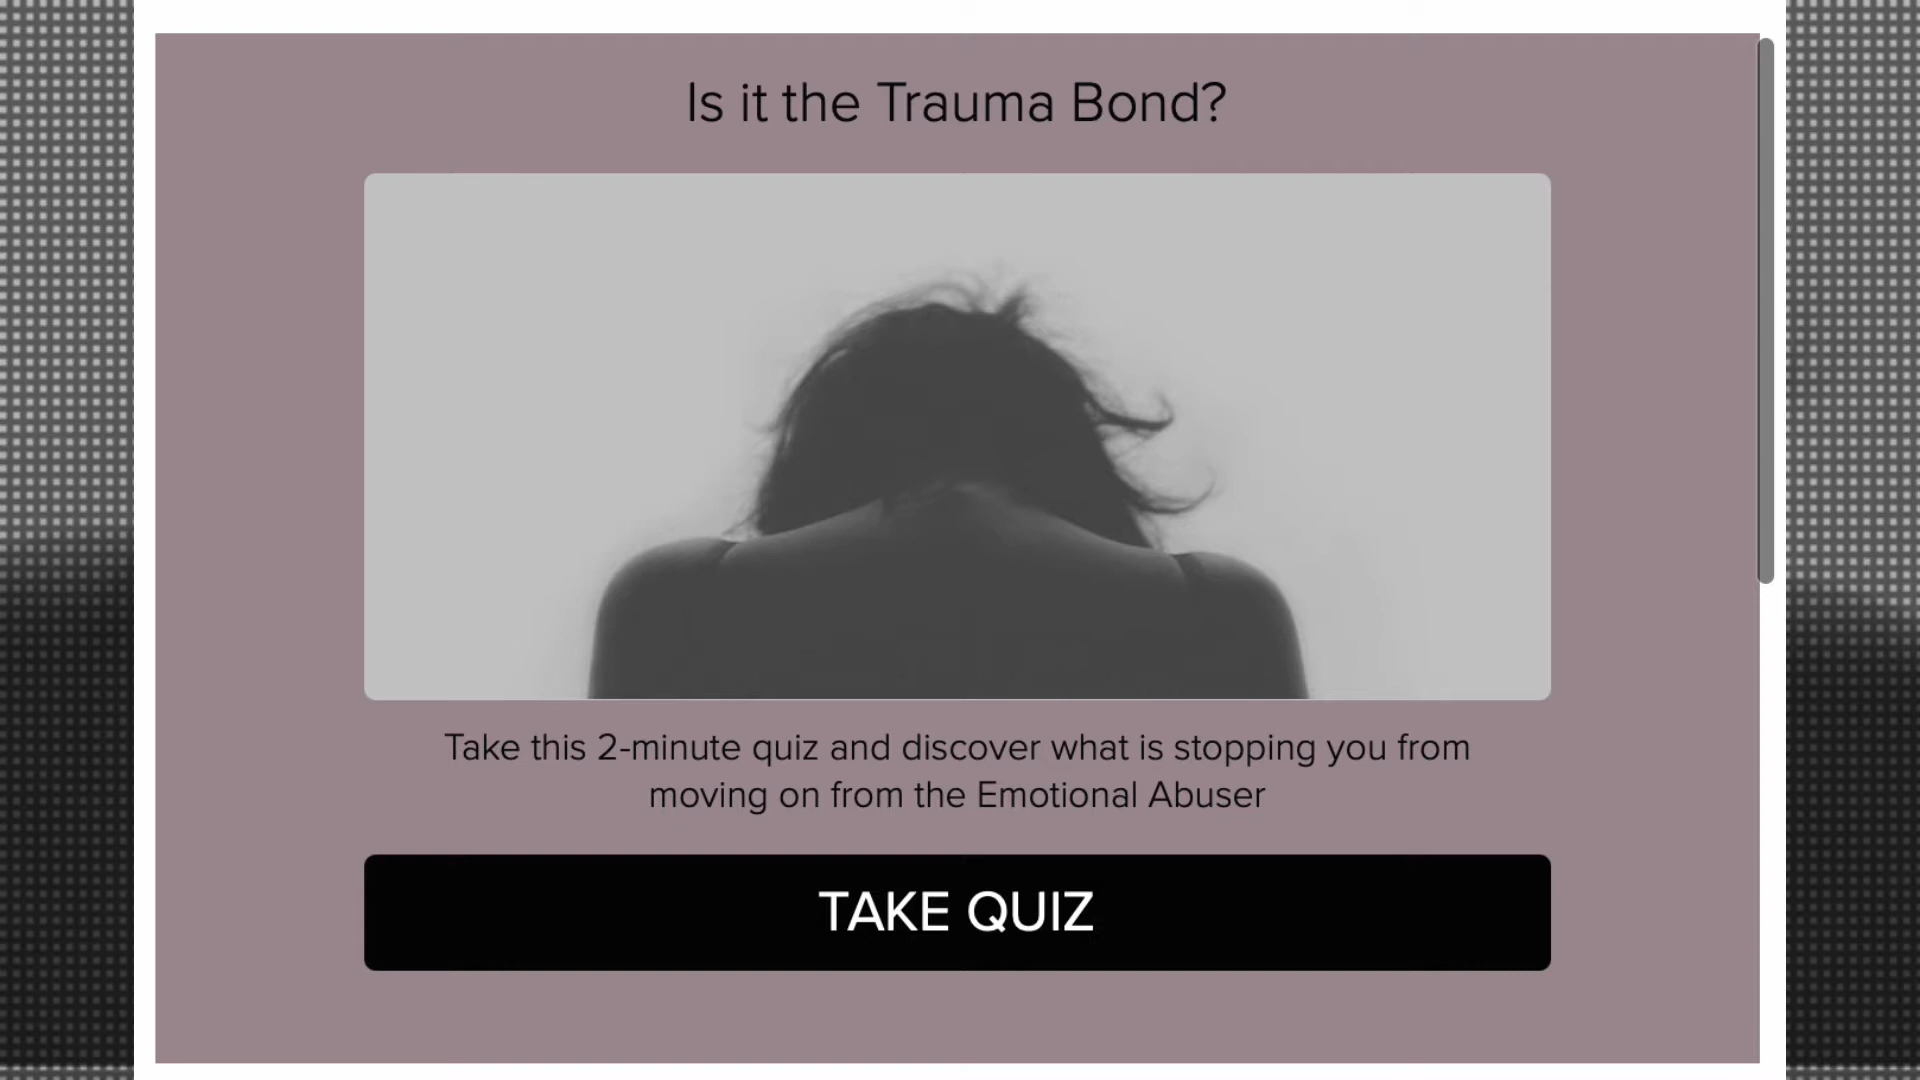 Is it the Trauma Bond?
Take this 2-minute quiz and discover what is stopping you from
moving on from the Emotional Abuser
TAKE QUIZ